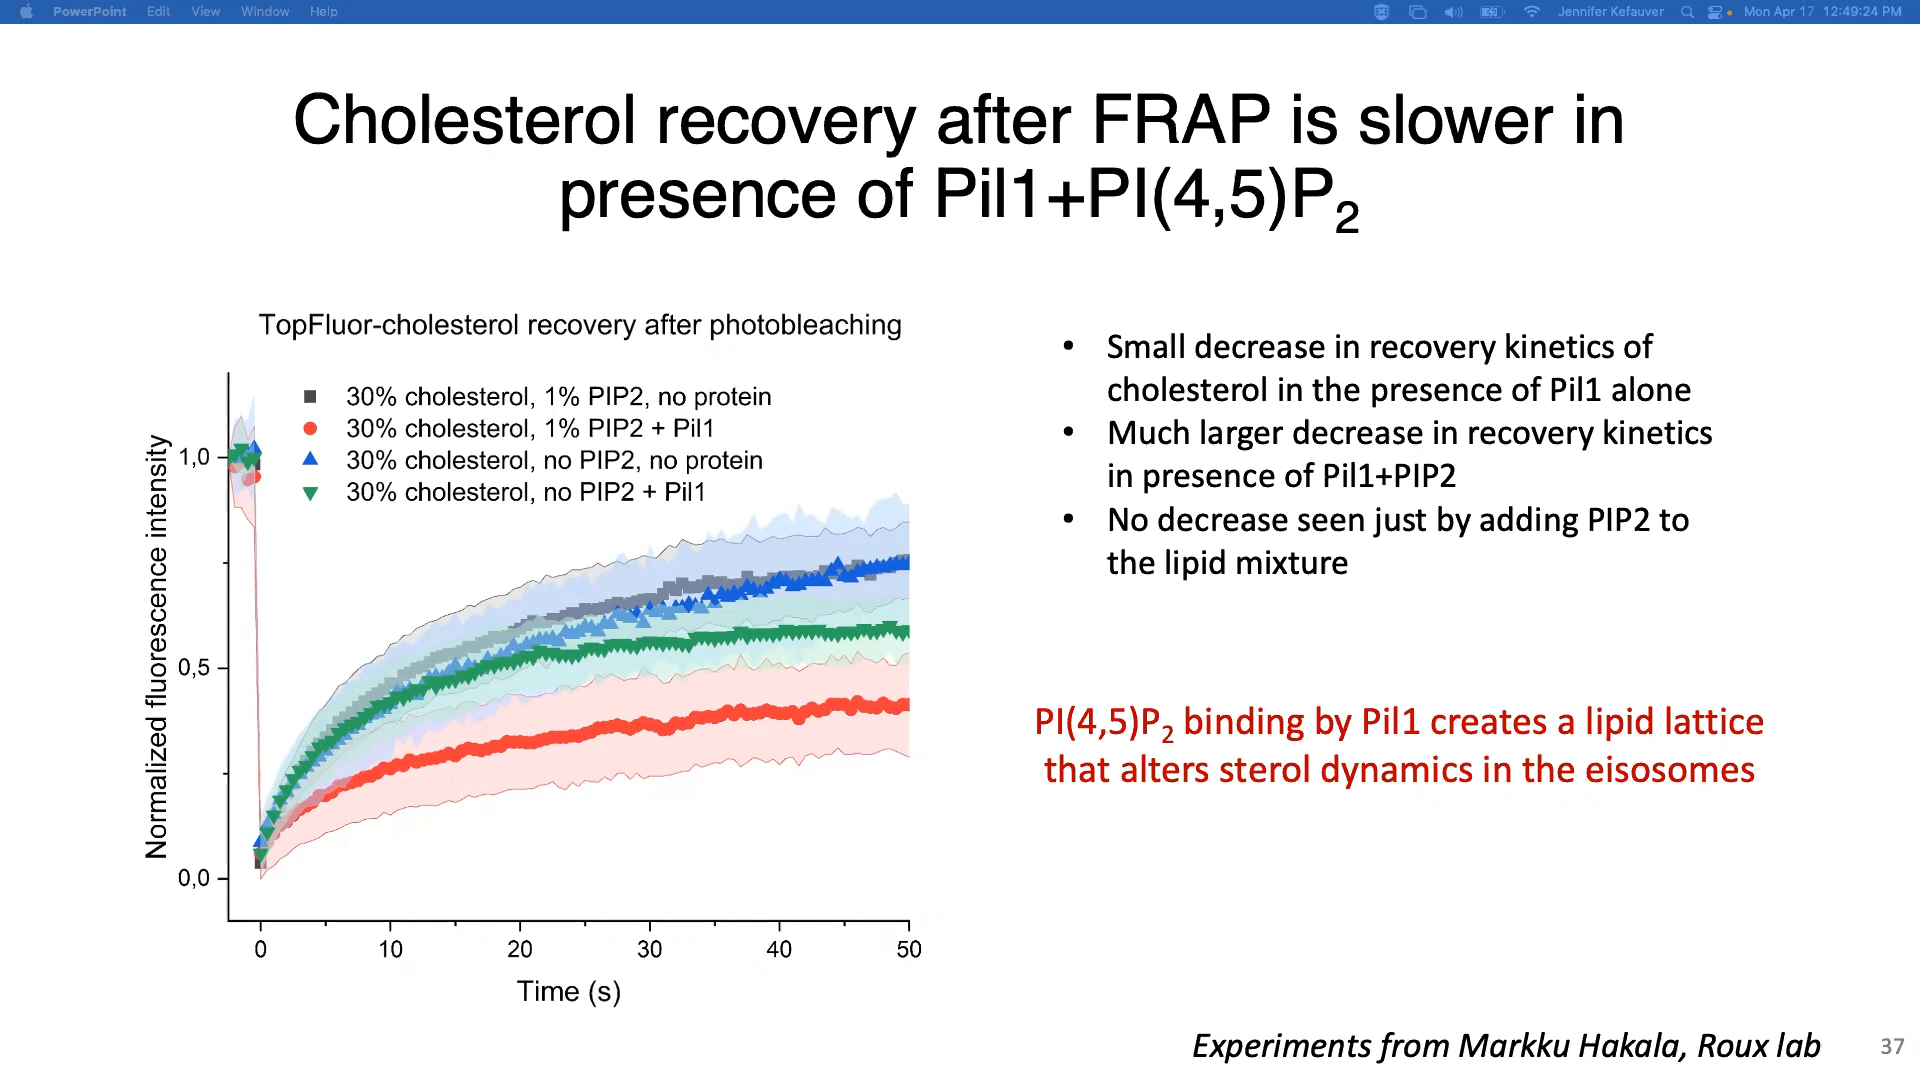 PowerPoint Edit View Window Help Jennifer Kefauver Mon Apr 17 12:49:24 PM
Cholesterol recovery after FRAP is slower in
presence of Pil1+PI(4,5)P2
TopFluor-cholesterol recovery after photobleaching
30% cholesterol, 1% PIP2, no protein
30% cholesterol, 1% PIP2 + Pil1
30% cholesterol, no PIP2, no protein
30% cholesterol, no PIP2 + Pil1
Normalized fluorescence intensity
1,0
0,5
0,0
0 10 20 30 40 50
Time (s)
• Small decrease in recovery kinetics of
cholesterol in the presence of Pil1 alone
• Much larger decrease in recovery kinetics
in presence of Pil1+PIP2
• No decrease seen just by adding PIP2 to
the lipid mixture
PI(4,5)P2 binding by Pil1 creates a lipid lattice
that alters sterol dynamics in the eisosomes
Experiments from Markku Hakala, Roux lab
37